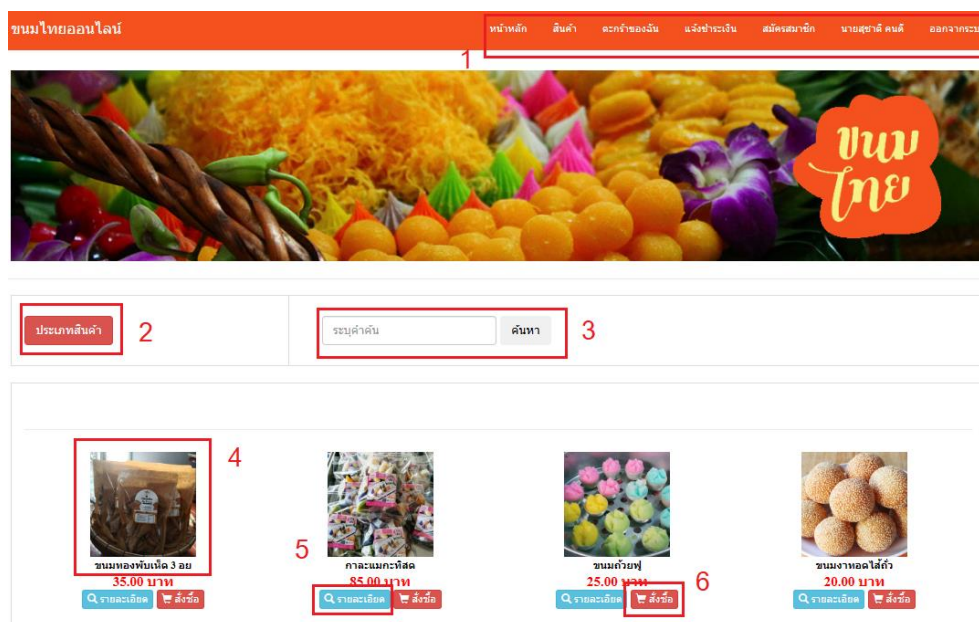 ขนมไทยออนไลน์
หน้าหลัก สินค้า ตะกร้าของฉัน แจ้งชำระเงิน สมัครสมาชิก นายสุชาติ คนดี ออกจากระบ
1
ขนม
ไทย
ประเภทสินค้า
2
ระบุคำค้น
ค้นหา
3
4
5
6
ขนมทองพับเน็ด 3 อย
กาละแมกะทิสด
ขนมถ้วยฟู
ขนมงาทอดไส้ถั่ว
35.00 บาท
85.00 บาท
25.00 บาท
20.00 บาท
รายละเอียด สั่งซื้อ
รายละเอียด สั่งซื้อ
รายละเอียด สั่งซื้อ
รายละเอียด สั่งซื้อ